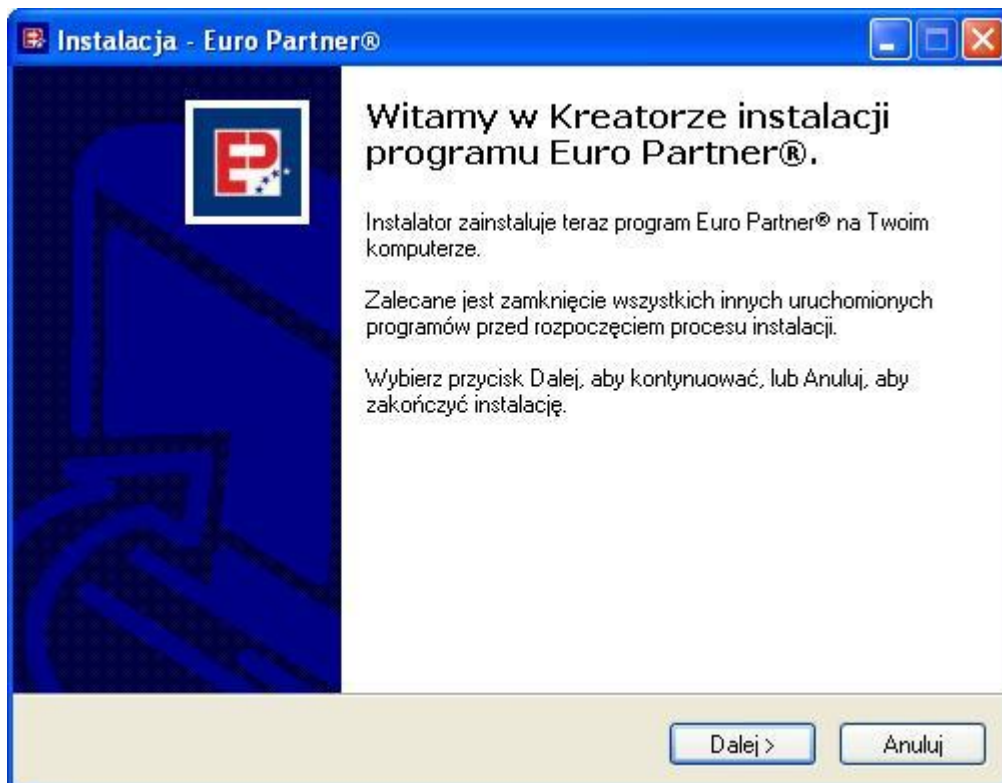 Instalacja - Euro Partner®
EP
Witamy w Kreatorze instalacji
programu Euro Partner®.
Instalator zainstaluje teraz program Euro Partner® na Twoim
komputerze.
Zalecane jest zamknięcie wszystkich innych uruchomionych
programów przed rozpoczęciem procesu instalacji.
Wybierz przycisk Dalej, aby kontynuować, lub Anuluj, aby
zakończyć instalację.
Dalej >
Anuluj